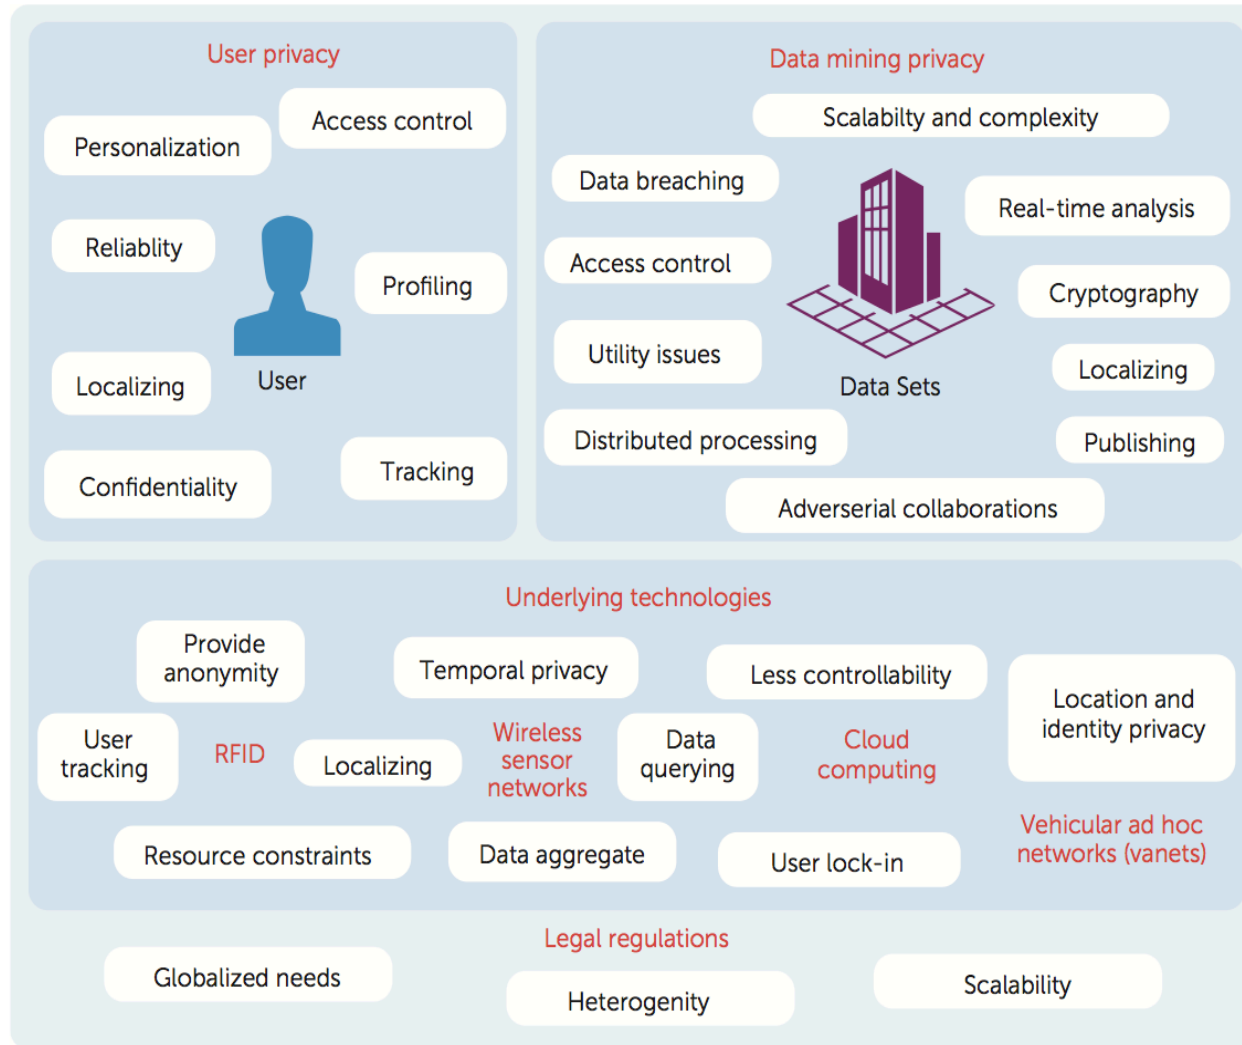 User privacy
Access control
Personalization
Reliablity
Profiling
User
Localizing
Tracking
Confidentiality
Data mining privacy
Scalabilty and complexity
Data breaching
Real-time analysis
Access control
Cryptography
Utility issues
Localizing
Data Sets
Distributed processing
Publishing
Adverserial collaborations
Underlying technologies
Provide
anonymity
Temporal privacy
Less controllability
Location and
identity privacy
User
tracking
RFID
Localizing
Wireless
sensor
networks
Data
querying
Cloud
computing
Vehicular ad hoc
networks (vanets)
Resource constraints
Data aggregate
User lock-in
Legal regulations
Globalized needs
Heterogenity
Scalability